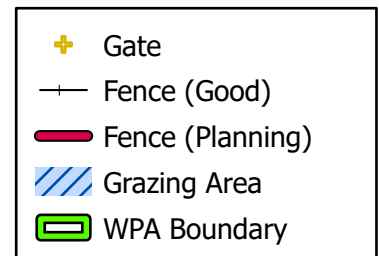 Gate
Fence (Good)
Fence (Planning)
Grazing Area
WPA Boundary